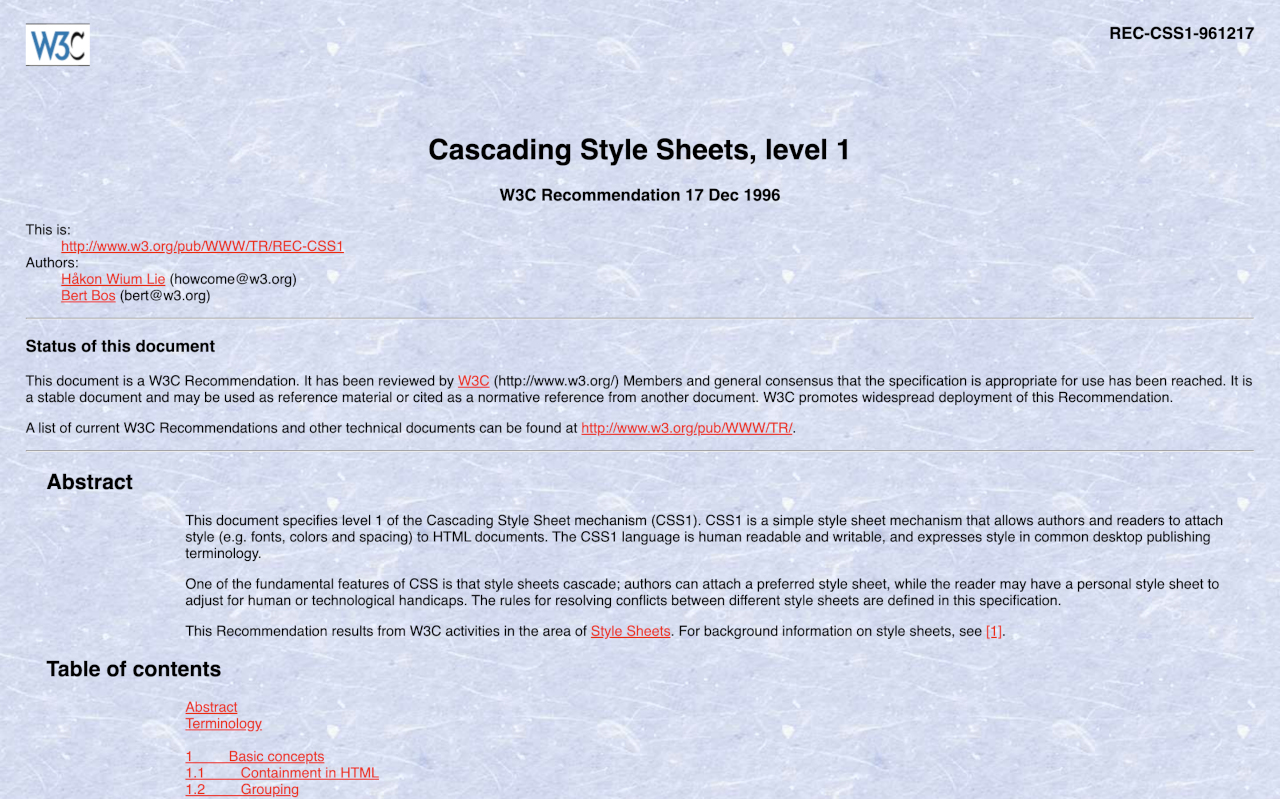 W3C
REC-CSS1-961217
Cascading Style Sheets, level 1
W3C Recommendation 17 Dec 1996
This is:
http://www.w3.org/pub/WWW/TR/REC-CSS1
Authors:
Håkon Wium Lie (howcome@w3.org)
Bert Bos (bert@w3.org)
Status of this document
This document is a W3C Recommendation. It has been reviewed by W3C (http://www.w3.org/) Members and general consensus that the specification is appropriate for use has been reached. It is
a stable document and may be used as reference material or cited as a normative reference from another document. W3C promotes widespread deployment of this Recommendation.
A list of current W3C Recommendations and other technical documents can be found at http://www.w3.org/pub/WWW/TR/.
Abstract
This document specifies level 1 of the Cascading Style Sheet mechanism (CSS1). CSS1 is a simple style sheet mechanism that allows authors and readers to attach
style (e.g. fonts, colors and spacing) to HTML documents. The CSS1 language is human readable and writable, and expresses style in common desktop publishing
terminology.
One of the fundamental features of CSS is that style sheets cascade; authors can attach a preferred style sheet, while the reader may have a personal style sheet to
adjust for human or technological handicaps. The rules for resolving conflicts between different style sheets are defined in this specification.
This Recommendation results from W3C activities in the area of Style Sheets. For background information on style sheets, see [1].
Table of contents
Abstract
Terminology
1 Basic concepts
1.1 Containment in HTML
1.2 Grouping